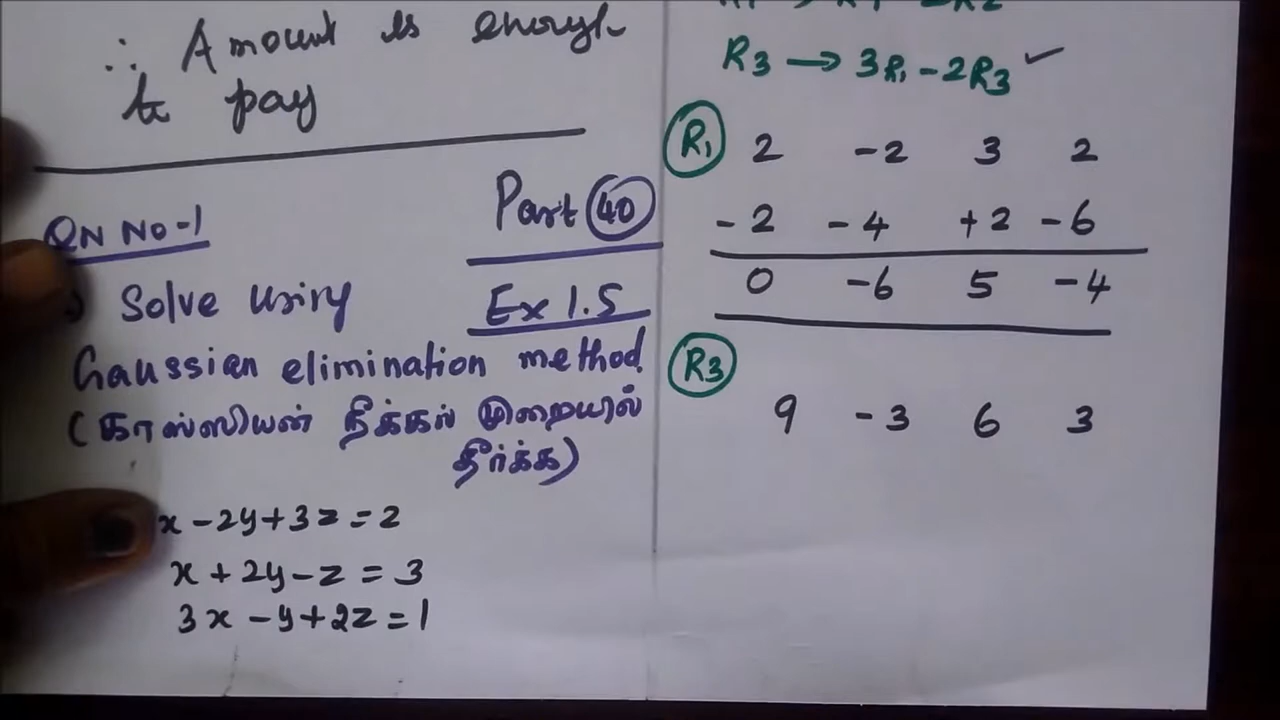 ∴ Amount is enough
to pay
QN No-1
Part 40
Solve using
Ex 1.5
Gaussian elimination method
(காஸ்ஸியன் நீக்கல் முறையில்
தீர்க்க)
x - 2y + 3z = 2
x + 2y - z = 3
3x - y + 2z = 1
R3 → 3R1 - 2R3 ✓
R1 2 -2 3 2
-2 -4 +2 -6
0 -6 5 -4
R3
9 -3 6 3